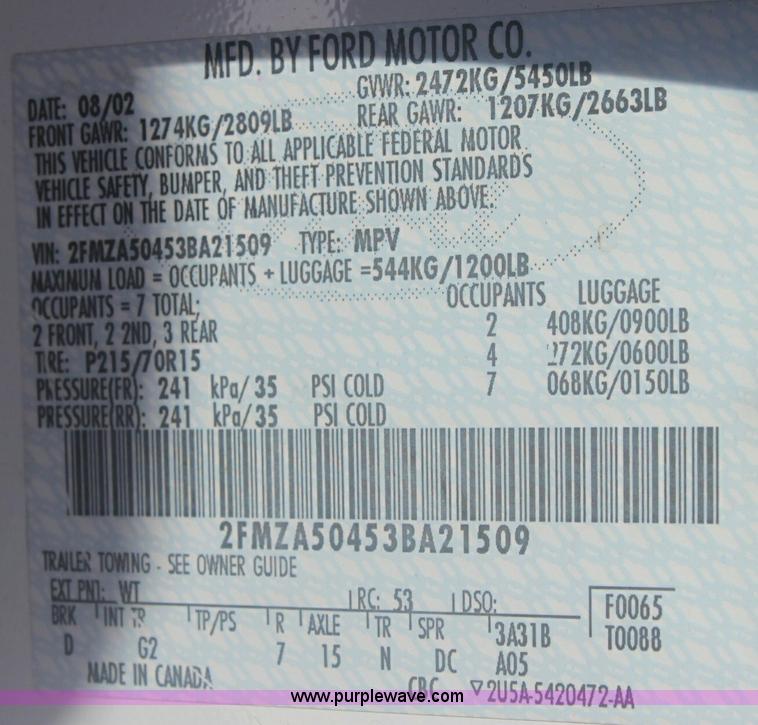 MFD. BY FORD MOTOR CO.
DATE: 08/02 GVWR: 2472KG/5450LB
FRONT GAWR: 1274KG/2809LB REAR GAWR: 1207KG/2663LB
THIS VEHICLE CONFORMS TO ALL APPLICABLE FEDERAL MOTOR
VEHICLE SAFETY, BUMPER, AND THEFT PREVENTION STANDARDS
IN EFFECT ON THE DATE OF MANUFACTURE SHOWN ABOVE.
VIN: 2FMZA50453BA21509 TYPE: MPV
MAXIMUM LOAD = OCCUPANTS + LUGGAGE =544KG/1200LB
OCCUPANTS = 7 TOTAL; OCCUPANTS LUGGAGE
2 FRONT, 2 2ND, 3 REAR 2 408KG/0900LB
TIRE: P215/70R15 4 272KG/0600LB
PRESSURE(FR): 241 kPa/ 35 PSI COLD 7 068KG/0150LB
PRESSURE(RR): 241 kPa/ 35 PSI COLD
2FMZA50453BA21509
TRAILER TOWING - SEE OWNER GUIDE
EXT PNT: WT RC: 53 DSO: F0065
BRK INT TR TP/PS R AXLE TR SPR 3A31B T0088
D G2 7 15 N DC A05
MADE IN CANADA CBC ▽2U5A-5420472-AA
www.purplewave.com